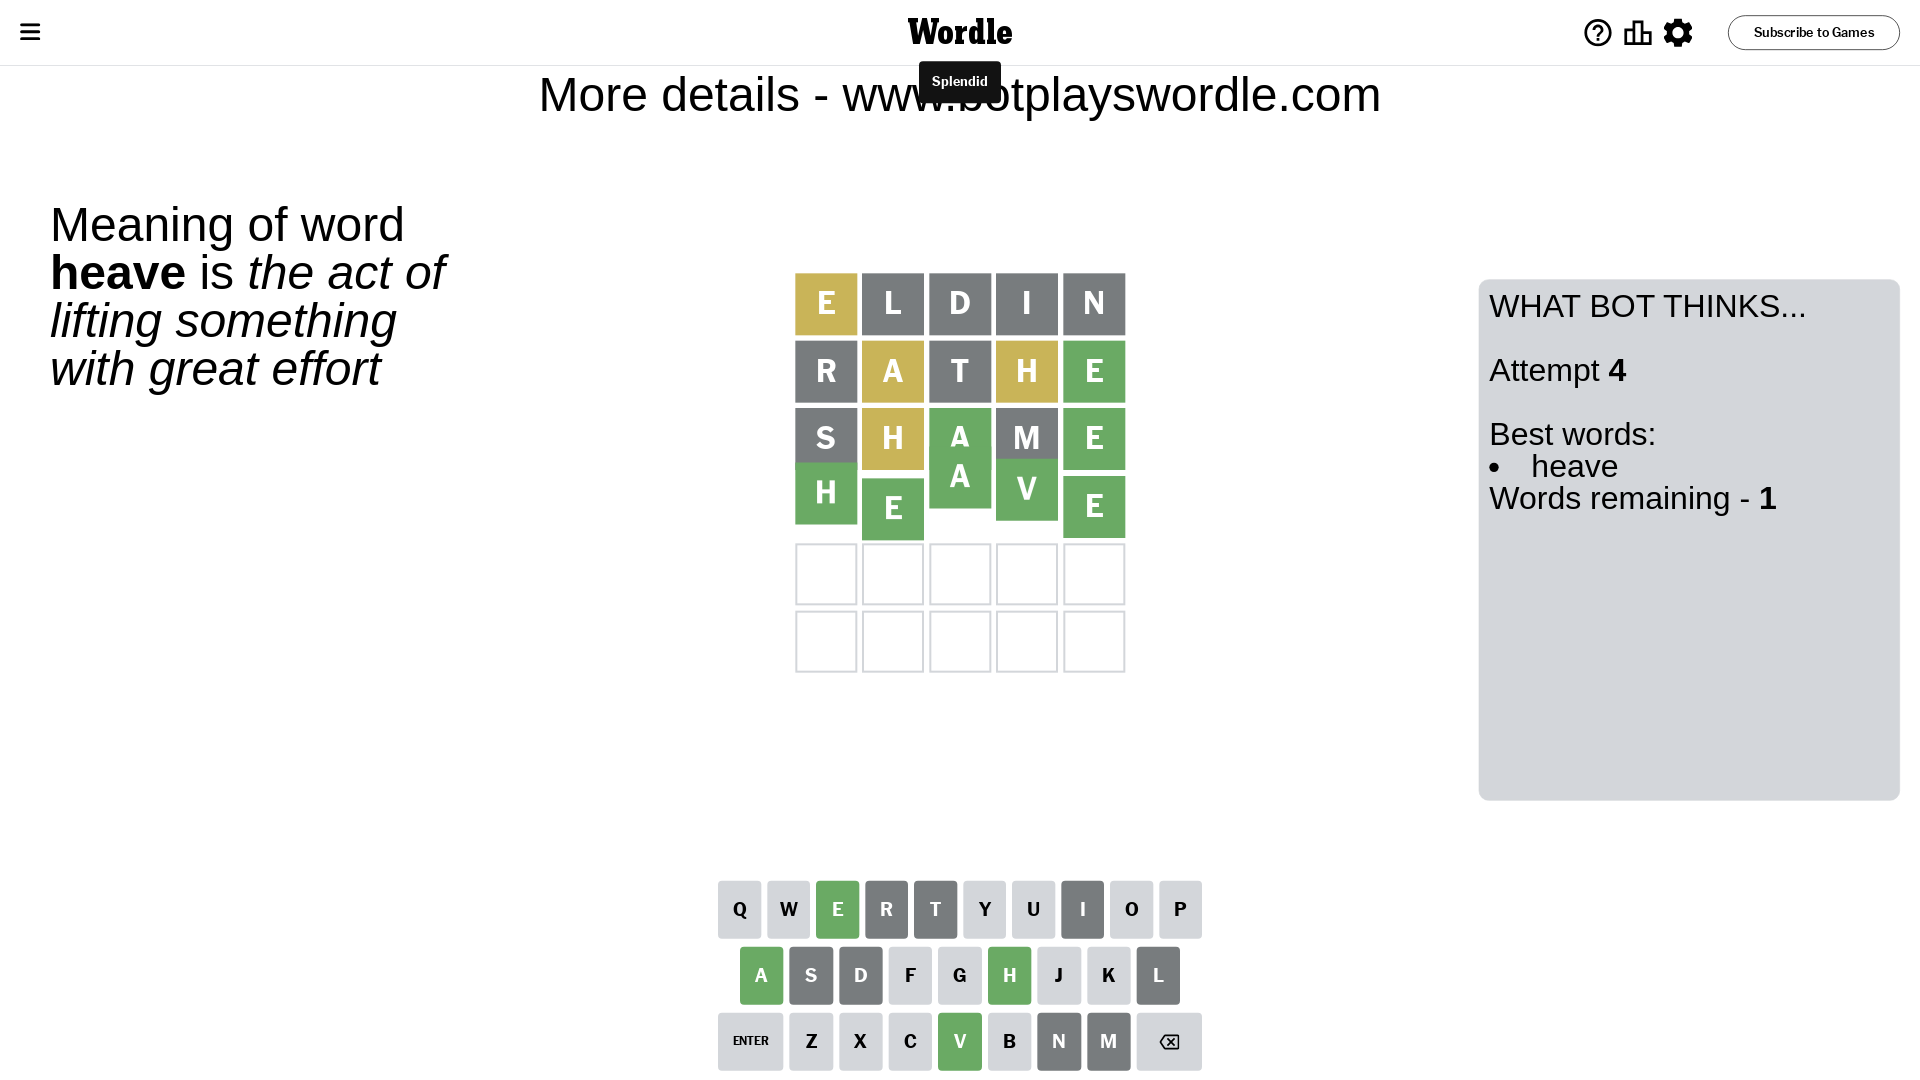 Wordle
Subscribe to Games
Splendid
More details - www.botplayswordle.com
Meaning of word
heave is the act of
lifting something
with great effort
E L D I N
R A T H E
S H A M E
H E A V E
WHAT BOT THINKS...
Attempt 4
Best words:
• heave
Words remaining - 1
Q W E R T Y U I O P
A S D F G H J K L
ENTER Z X C V B N M